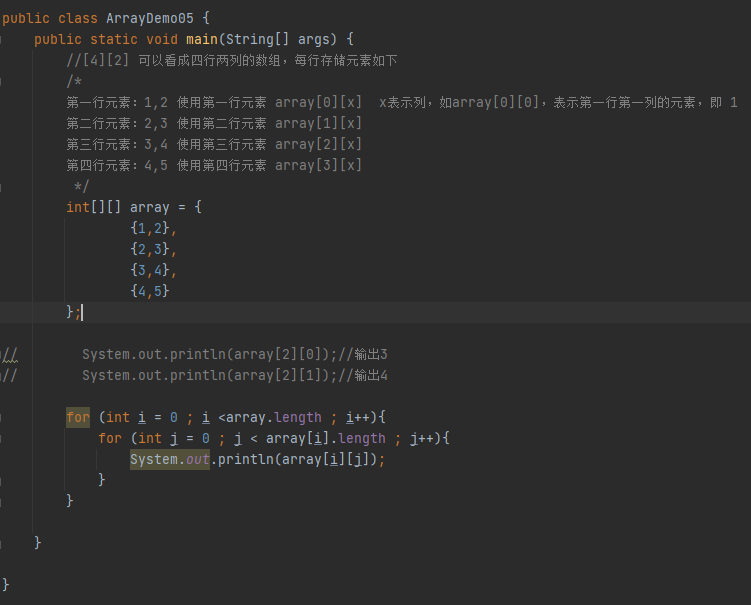 public class ArrayDemo05 {
public static void main(String[] args) {
//[4][2] 可以看成四行两列的数组，每行存储元素如下
/*
第一行元素：1,2 使用第一行元素 array[0][x]  x表示列，如array[0][0]，表示第一行第一列的元素，即 1
第二行元素：2,3 使用第二行元素 array[1][x]
第三行元素：3,4 使用第三行元素 array[2][x]
第四行元素：4,5 使用第四行元素 array[3][x]
*/
int[][] array = {
{1,2},
{2,3},
{3,4},
{4,5}
};
//        System.out.println(array[2][0]);//输出3
//        System.out.println(array[2][1]);//输出4
for (int i = 0 ; i <array.length ; i++){
for (int j = 0 ; j < array[i].length ; j++){
System.out.println(array[i][j]);
}
}
}
}